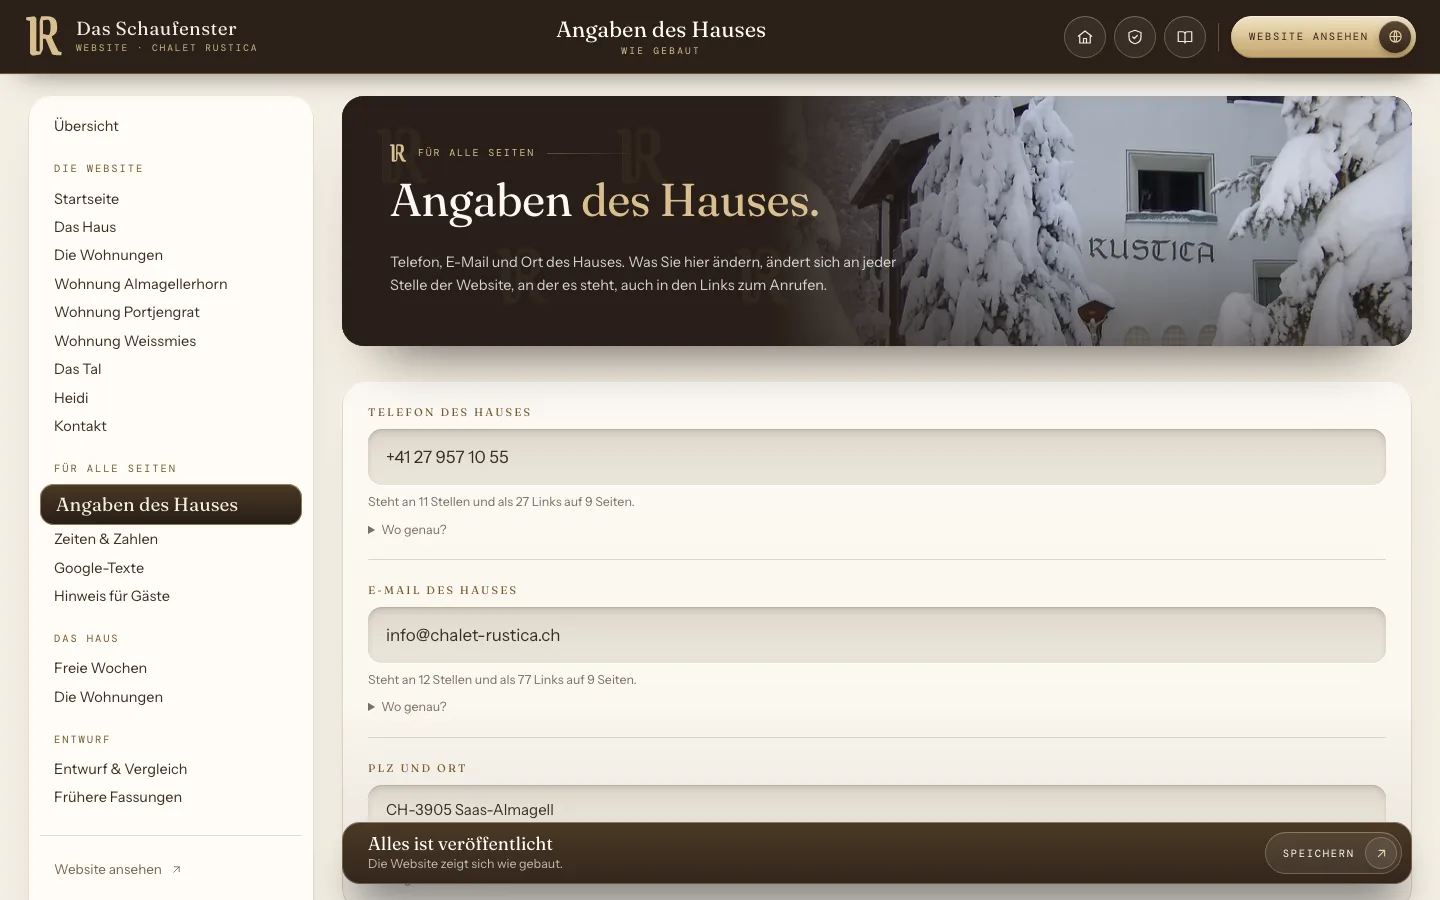 Das Schaufenster
WEBSITE · CHALET RUSTICA
Angaben des Hauses
WIE GEBAUT
WEBSITE ANSEHEN
Übersicht
DIE WEBSITE
Startseite
Das Haus
Die Wohnungen
Wohnung Almagellerhorn
Wohnung Portjengrat
Wohnung Weissmies
Das Tal
Heidi
Kontakt
FÜR ALLE SEITEN
Angaben des Hauses
Zeiten & Zahlen
Google-Texte
Hinweis für Gäste
DAS HAUS
Freie Wochen
Die Wohnungen
ENTWURF
Entwurf & Vergleich
Frühere Fassungen
Website ansehen
FÜR ALLE SEITEN
Angaben des Hauses.
Telefon, E-Mail und Ort des Hauses. Was Sie hier ändern, ändert sich an jeder
Stelle der Website, an der es steht, auch in den Links zum Anrufen.
RUSTICA
TELEFON DES HAUSES
+41 27 957 10 55
Steht an 11 Stellen und als 27 Links auf 9 Seiten.
Wo genau?
E-MAIL DES HAUSES
info@chalet-rustica.ch
Steht an 12 Stellen und als 77 Links auf 9 Seiten.
Wo genau?
PLZ UND ORT
CH-3905 Saas-Almagell
Alles ist veröffentlicht
Die Website zeigt sich wie gebaut.
SPEICHERN